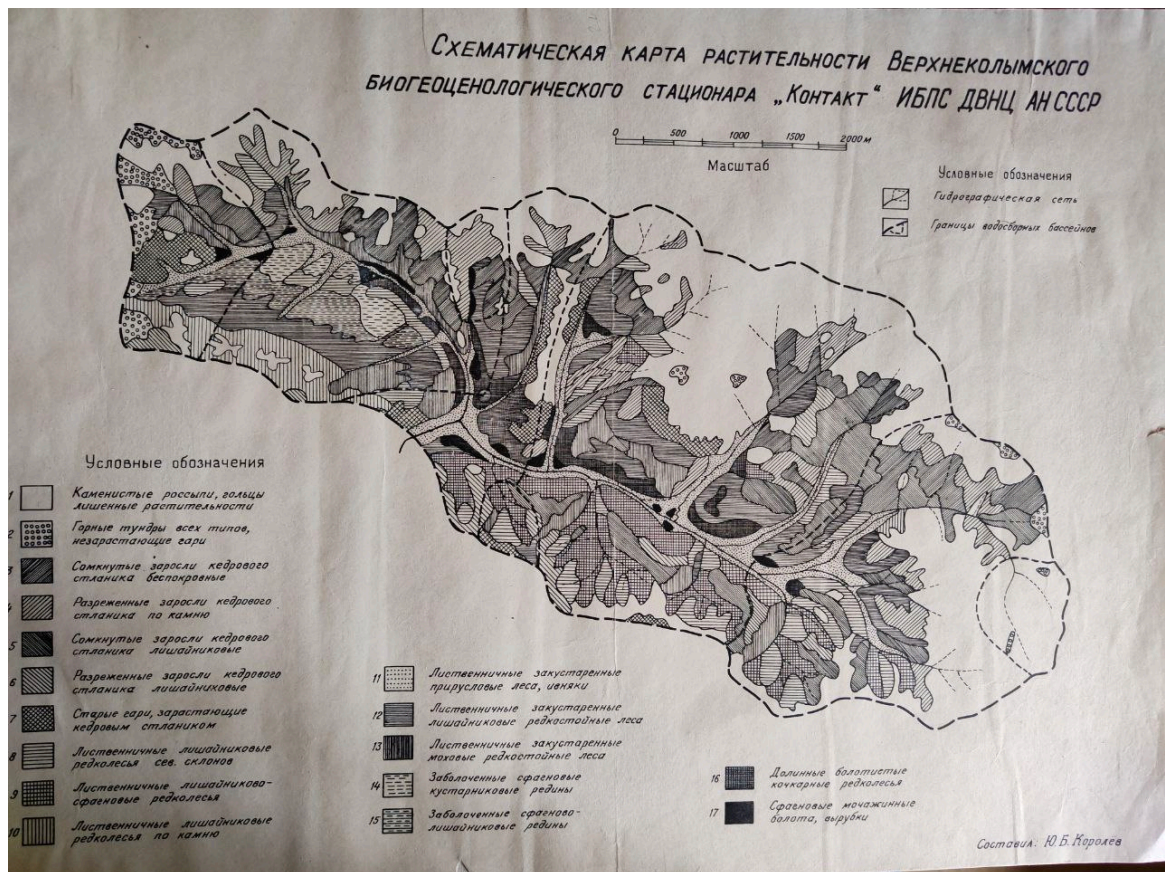 Схематическая карта растительности Верхнеколымского
биогеоценологического стационара „Контакт“ ИБПС ДВНЦ АН СССР
0 500 1000 1500 2000 м
Масштаб
Условные обозначения
Гидрографическая сеть
Границы водосборных бассейнов
Условные обозначения
1 Каменистые россыпи, гольцы
лишенные растительности
2 Горные тундры всех типов,
незарастающие гари
3 Сомкнутые заросли кедрового
стланика беспокровные
4 Разреженные заросли кедрового
стланика по камню
5 Сомкнутые заросли кедрового
стланика лишайниковые
6 Разреженные заросли кедрового
стланика лишайниковые
7 Старые гари, зарастающие
кедровым стлаником
8 Лиственничные лишайниковые
редколесья сев. склонов
9 Лиственничные лишайниково-
сфагновые редколесья
10 Лиственничные лишайниковые
редколесья по камню
11 Лиственничные закустаренные
прирусловые леса, ивняки
12 Лиственничные закустаренные
лишайниковые редкостойные леса
13 Лиственничные закустаренные
моховые редкостойные леса
14 Заболоченные сфагновые
кустарниковые редины
15 Заболоченные сфагново-
лишайниковые редины
16 Долинные болотистые
кочкарные редколесья
17 Сфагновые мочажинные
болота, вырубки
Составил: Ю.Б. Королев